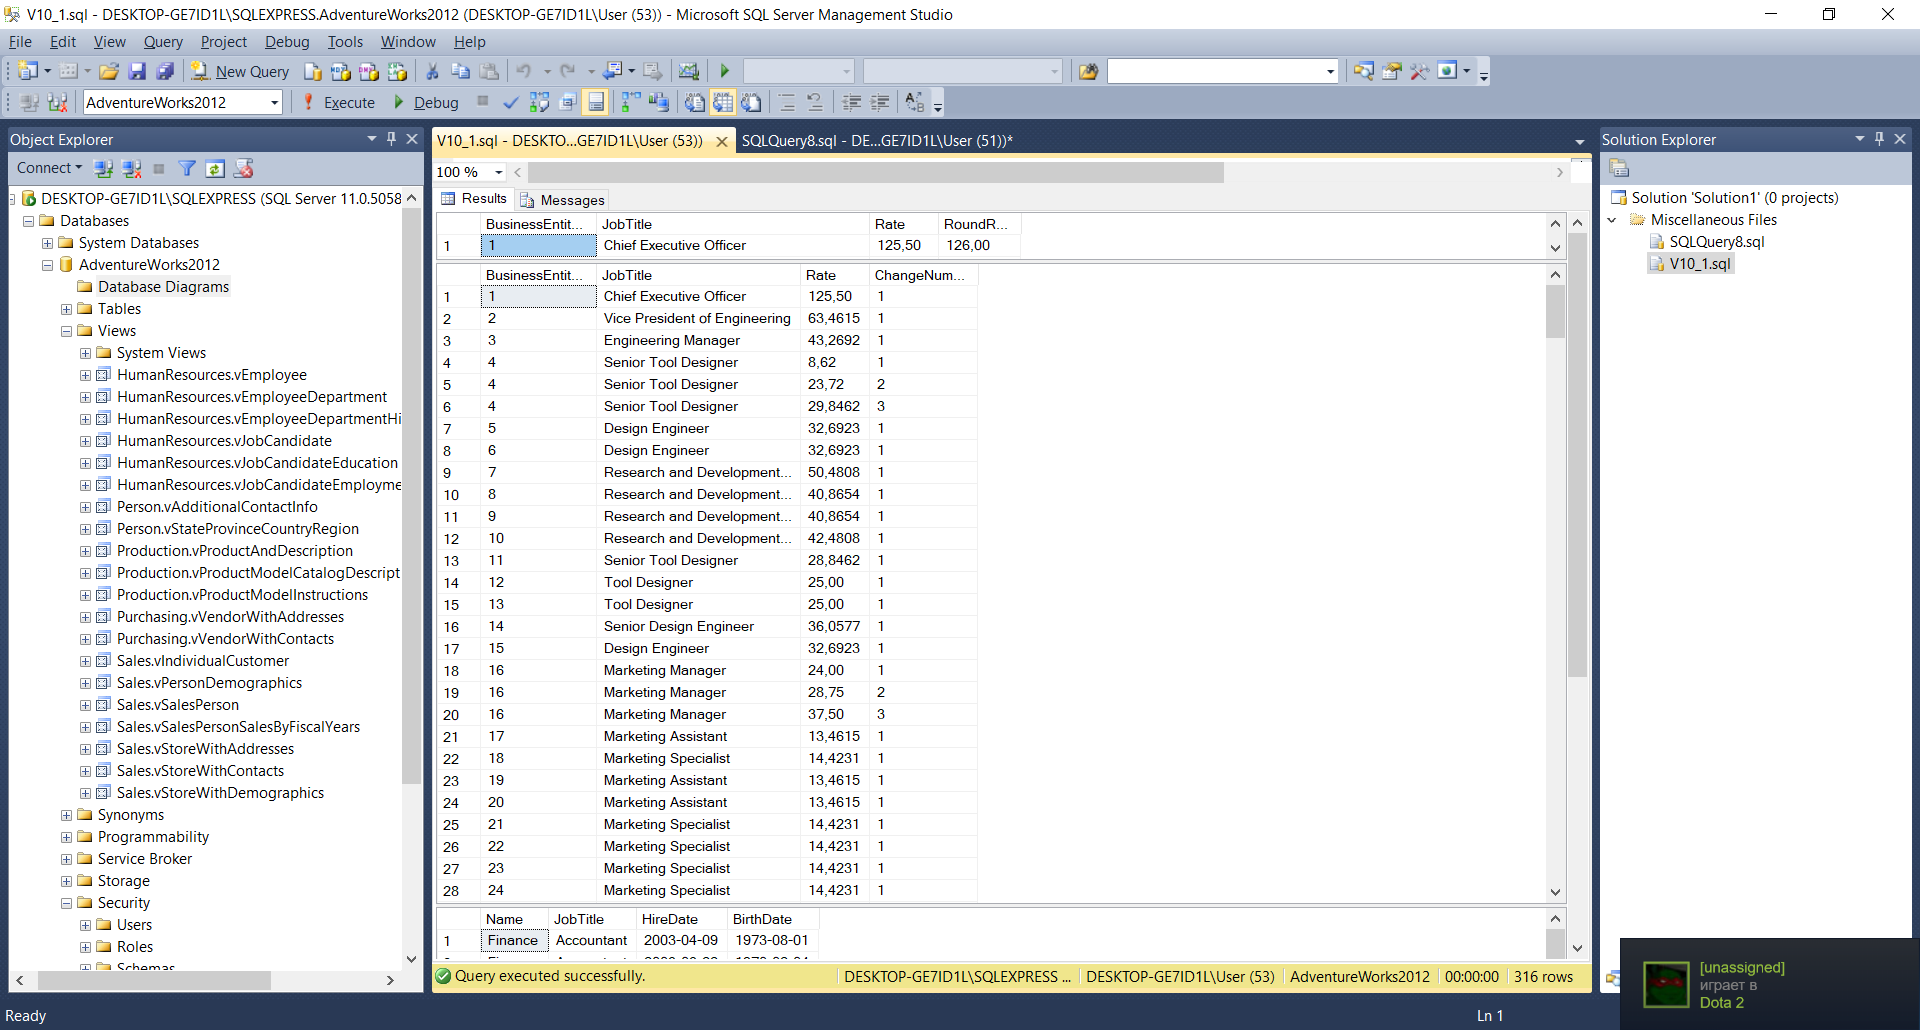 V10_1.sql - DESKTOP-GE7ID1L\SQLEXPRESS.AdventureWorks2012 (DESKTOP-GE7ID1L\User (53)) - Microsoft SQL Server Management Studio
File Edit View Query Project Debug Tools Window Help
New Query
AdventureWorks2012 Execute Debug
Object Explorer
Connect
DESKTOP-GE7ID1L\SQLEXPRESS (SQL Server 11.0.5058
Databases
System Databases
AdventureWorks2012
Database Diagrams
Tables
Views
System Views
HumanResources.vEmployee
HumanResources.vEmployeeDepartment
HumanResources.vEmployeeDepartmentHi
HumanResources.vJobCandidate
HumanResources.vJobCandidateEducation
HumanResources.vJobCandidateEmployme
Person.vAdditionalContactInfo
Person.vStateProvinceCountryRegion
Production.vProductAndDescription
Production.vProductModelCatalogDescript
Production.vProductModelInstructions
Purchasing.vVendorWithAddresses
Purchasing.vVendorWithContacts
Sales.vIndividualCustomer
Sales.vPersonDemographics
Sales.vSalesPerson
Sales.vSalesPersonSalesByFiscalYears
Sales.vStoreWithAddresses
Sales.vStoreWithContacts
Sales.vStoreWithDemographics
Synonyms
Programmability
Service Broker
Storage
Security
Users
Roles
Schemas
V10_1.sql - DESKTO...GE7ID1L\User (53)) SQLQuery8.sql - DE...GE7ID1L\User (51))*
100 %
Results Messages
BusinessEntit... JobTitle Rate RoundR...
1 1 Chief Executive Officer 125,50 126,00
BusinessEntit... JobTitle Rate ChangeNum...
1 1 Chief Executive Officer 125,50 1
2 2 Vice President of Engineering 63,4615 1
3 3 Engineering Manager 43,2692 1
4 4 Senior Tool Designer 8,62 1
5 4 Senior Tool Designer 23,72 2
6 4 Senior Tool Designer 29,8462 3
7 5 Design Engineer 32,6923 1
8 6 Design Engineer 32,6923 1
9 7 Research and Development... 50,4808 1
10 8 Research and Development... 40,8654 1
11 9 Research and Development... 40,8654 1
12 10 Research and Development... 42,4808 1
13 11 Senior Tool Designer 28,8462 1
14 12 Tool Designer 25,00 1
15 13 Tool Designer 25,00 1
16 14 Senior Design Engineer 36,0577 1
17 15 Design Engineer 32,6923 1
18 16 Marketing Manager 24,00 1
19 16 Marketing Manager 28,75 2
20 16 Marketing Manager 37,50 3
21 17 Marketing Assistant 13,4615 1
22 18 Marketing Specialist 14,4231 1
23 19 Marketing Assistant 13,4615 1
24 20 Marketing Assistant 13,4615 1
25 21 Marketing Specialist 14,4231 1
26 22 Marketing Specialist 14,4231 1
27 23 Marketing Specialist 14,4231 1
28 24 Marketing Specialist 14,4231 1
Name JobTitle HireDate BirthDate
1 Finance Accountant 2003-04-09 1973-08-01
Query executed successfully. DESKTOP-GE7ID1L\SQLEXPRESS ... DESKTOP-GE7ID1L\User (53) AdventureWorks2012 00:00:00 316 rows
Solution Explorer
Solution 'Solution1' (0 projects)
Miscellaneous Files
SQLQuery8.sql
V10_1.sql
[unassigned]
играет в
Dota 2
Ready Ln 1